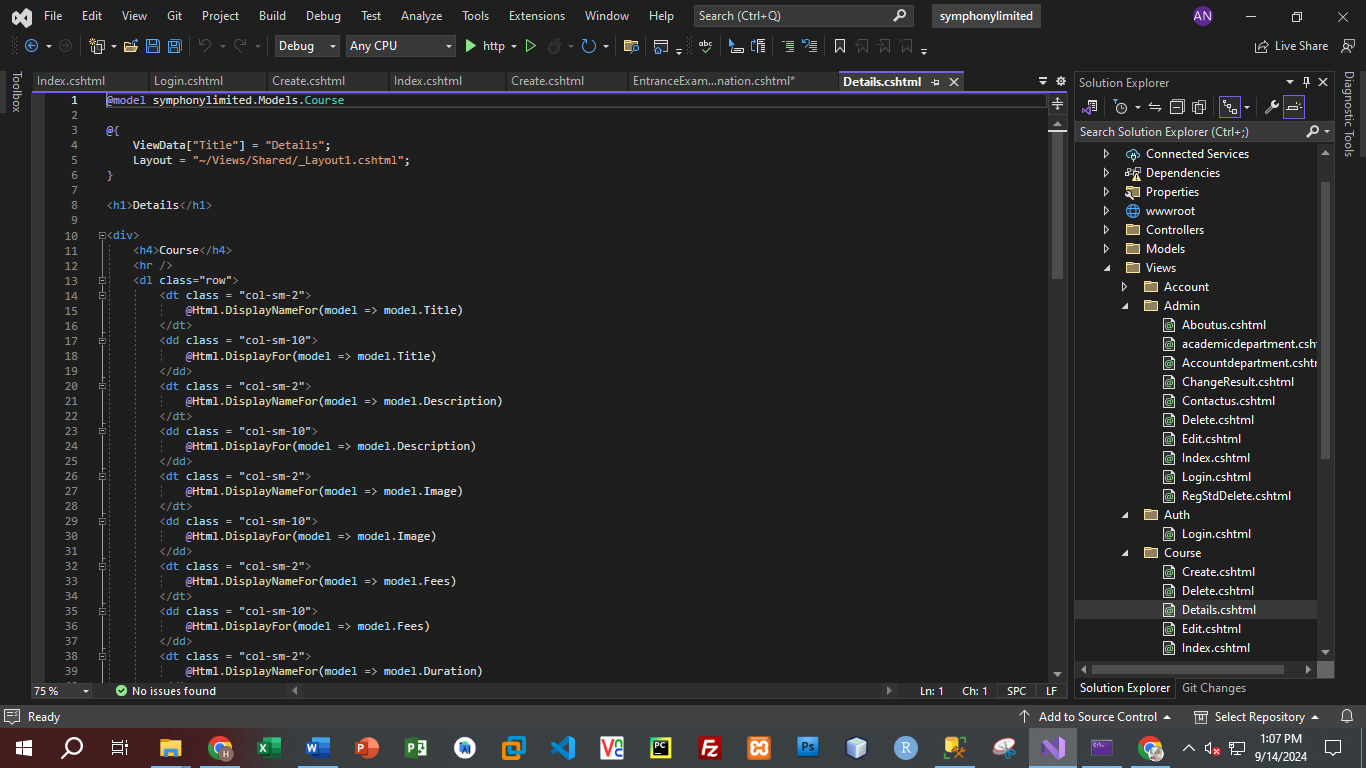 File Edit View Git Project Build Debug Test Analyze Tools Extensions Window Help Search (Ctrl+Q) symphonylimited AN
Debug Any CPU http Live Share
Toolbox
Index.cshtml Login.cshtml Create.cshtml Index.cshtml Create.cshtml EntranceExam...nation.cshtml* Details.cshtml
1 @model symphonylimited.Models.Course
2
3 @{
4 ViewData["Title"] = "Details";
5 Layout = "~/Views/Shared/_Layout1.cshtml";
6 }
7
8 <h1>Details</h1>
9
10 <div>
11 <h4>Course</h4>
12 <hr />
13 <dl class="row">
14 <dt class = "col-sm-2">
15 @Html.DisplayNameFor(model => model.Title)
16 </dt>
17 <dd class = "col-sm-10">
18 @Html.DisplayFor(model => model.Title)
19 </dd>
20 <dt class = "col-sm-2">
21 @Html.DisplayNameFor(model => model.Description)
22 </dt>
23 <dd class = "col-sm-10">
24 @Html.DisplayFor(model => model.Description)
25 </dd>
26 <dt class = "col-sm-2">
27 @Html.DisplayNameFor(model => model.Image)
28 </dt>
29 <dd class = "col-sm-10">
30 @Html.DisplayFor(model => model.Image)
31 </dd>
32 <dt class = "col-sm-2">
33 @Html.DisplayNameFor(model => model.Fees)
34 </dt>
35 <dd class = "col-sm-10">
36 @Html.DisplayFor(model => model.Fees)
37 </dd>
38 <dt class = "col-sm-2">
39 @Html.DisplayNameFor(model => model.Duration)
75 % No issues found Ln: 1 Ch: 1 SPC LF
Solution Explorer
Search Solution Explorer (Ctrl+;)
Connected Services
Dependencies
Properties
wwwroot
Controllers
Models
Views
Account
Admin
Aboutus.cshtml
academicdepartment.csht
Accountdepartment.cshtm
ChangeResult.cshtml
Contactus.cshtml
Delete.cshtml
Edit.cshtml
Index.cshtml
Login.cshtml
RegStdDelete.cshtml
Auth
Login.cshtml
Course
Create.cshtml
Delete.cshtml
Details.cshtml
Edit.cshtml
Index.cshtml
Solution Explorer Git Changes
Diagnostic Tools
Ready Add to Source Control Select Repository
1:07 PM
9/14/2024